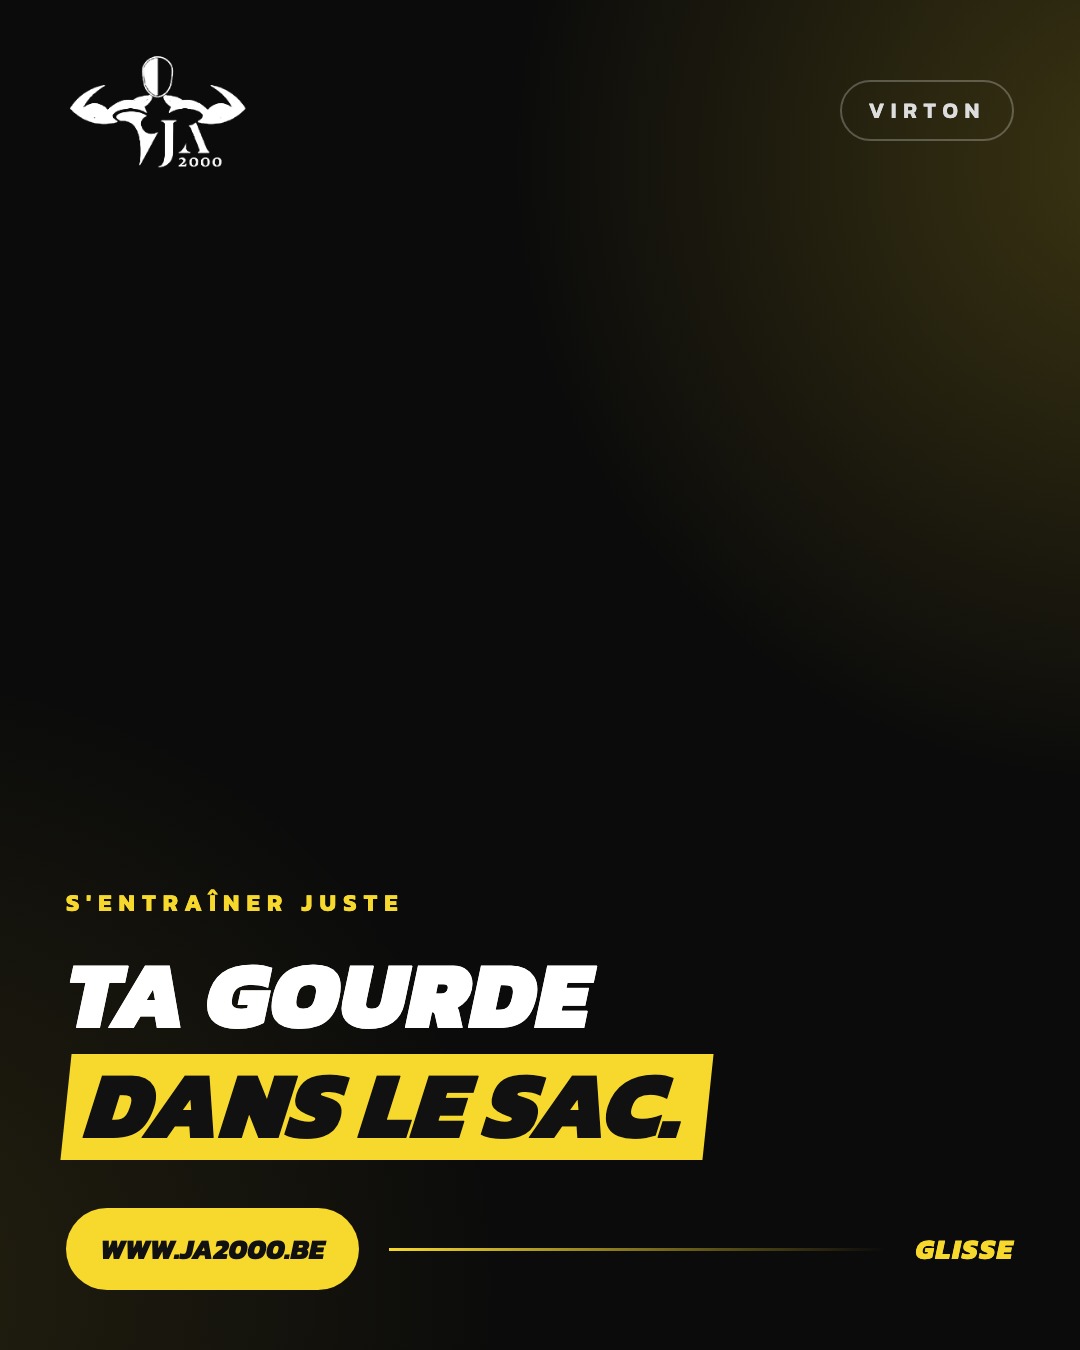 JA
2000
VIRTON
S'ENTRAÎNER JUSTE
TA GOURDE
DANS LE SAC.
WWW.JA2000.BE
GLISSE